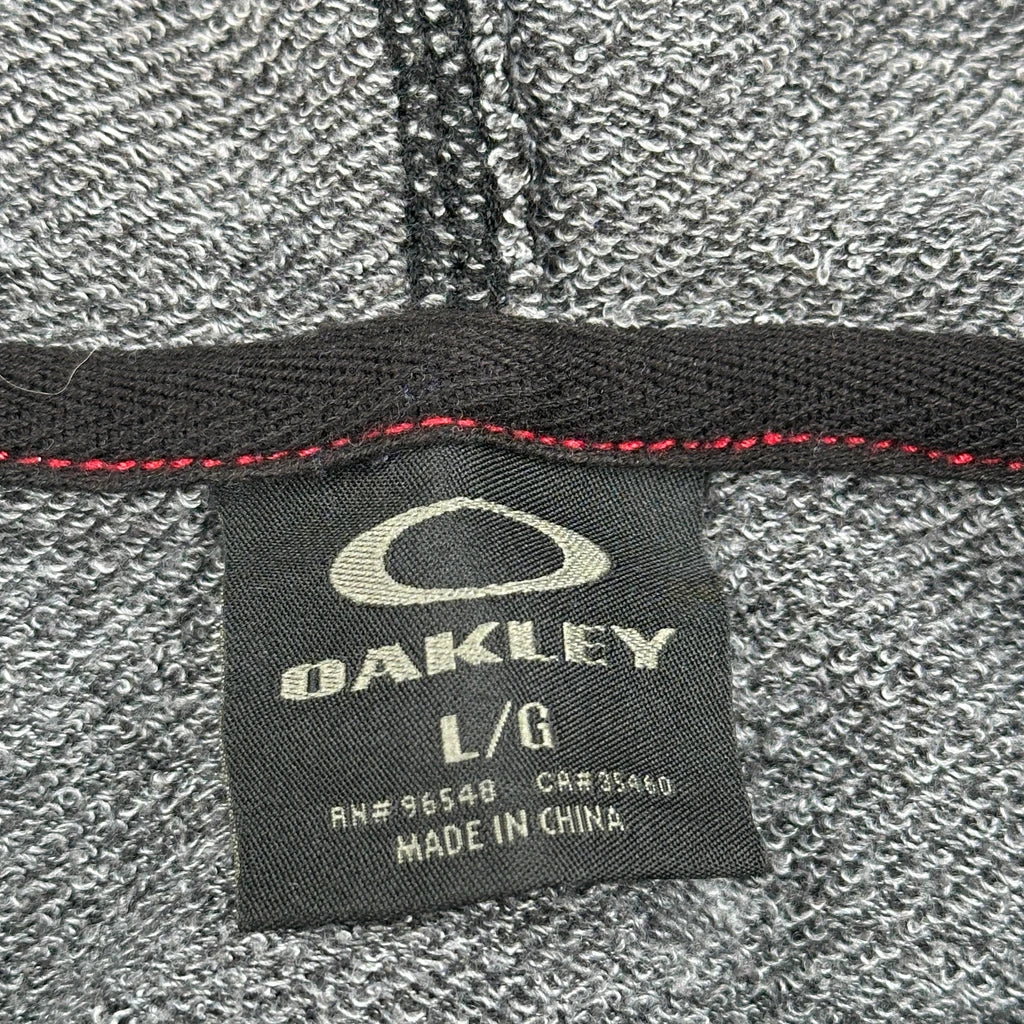 OAKLEY
L/G
RN# 96548 CA# 35460
MADE IN CHINA